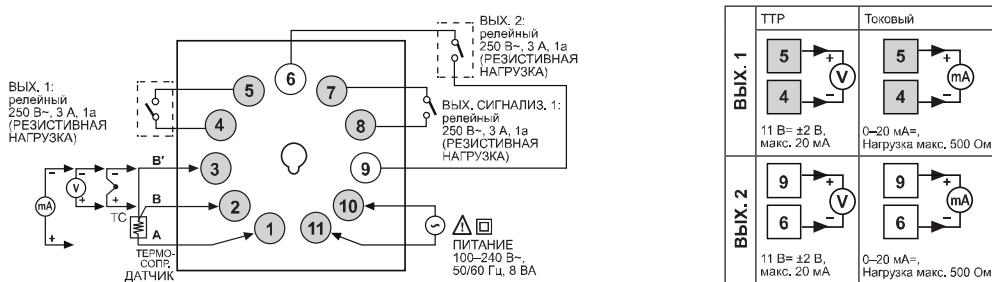 ВЫХ. 2:
релейный
250 В~, 3 А, 1a
(РЕЗИСТИВНАЯ
НАГРУЗКА)
ВЫХ. 1:
релейный
250 В~, 3 А, 1a
(РЕЗИСТИВНАЯ
НАГРУЗКА)
6
5
7
4
8
3
9
2
10
1
11
ВЫХ. СИГНАЛИЗ. 1:
релейный
250 В~, 3 А, 1a
(РЕЗИСТИВНАЯ
НАГРУЗКА)
B'
B
A
- - -
mA
V
+ +
+
ТС
ТЕРМО-
СОПР.
ДАТЧИК
ПИТАНИЕ
100–240 В~,
50/60 Гц, 8 ВА
ТТР
Токовый
ВЫХ. 1
5
+
V
4
-
11 В= ±2 В,
макс. 20 мА
5
+
mA
4
-
0–20 мА=,
Нагрузка макс. 500 Ом
ВЫХ. 2
9
+
V
6
-
11 В= ±2 В,
макс. 20 мА
9
+
mA
6
-
0–20 мА=,
Нагрузка макс. 500 Ом